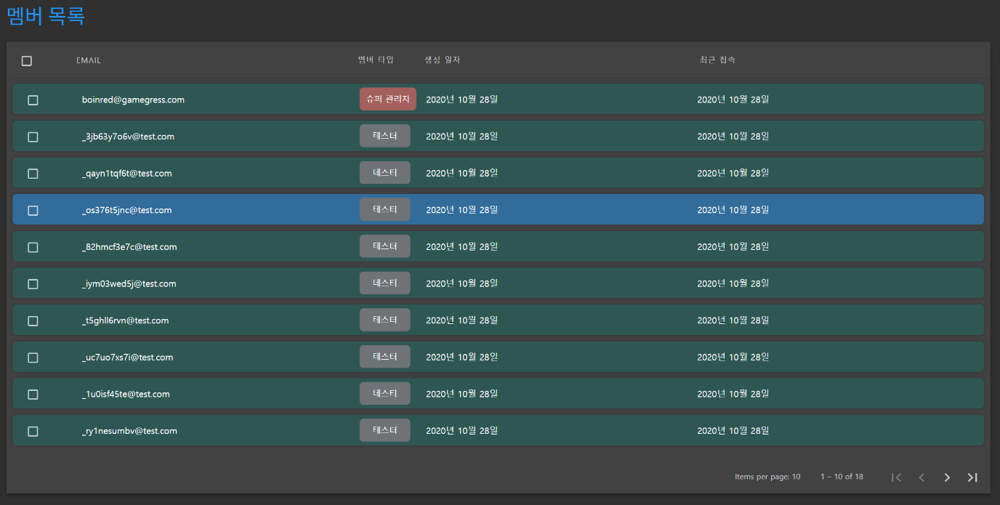 멤버 목록
EMAIL 멤버 타입 생성 일자 최근 접속
boinred@gamegress.com 슈퍼 관리자 2020년 10월 28일 2020년 10월 28일
_3jb63y7o6v@test.com 테스터 2020년 10월 28일 2020년 10월 28일
_qayn1tqf6t@test.com 테스터 2020년 10월 28일 2020년 10월 28일
_os376t5jnc@test.com 테스터 2020년 10월 28일 2020년 10월 28일
_82hmcf3e7c@test.com 테스터 2020년 10월 28일 2020년 10월 28일
_iym03wed5j@test.com 테스터 2020년 10월 28일 2020년 10월 28일
_t5ghll6rvn@test.com 테스터 2020년 10월 28일 2020년 10월 28일
_uc7uo7xs7i@test.com 테스터 2020년 10월 28일 2020년 10월 28일
_1u0isf45te@test.com 테스터 2020년 10월 28일 2020년 10월 28일
_ry1nesumbv@test.com 테스터 2020년 10월 28일 2020년 10월 28일
Items per page: 10 1 – 10 of 18